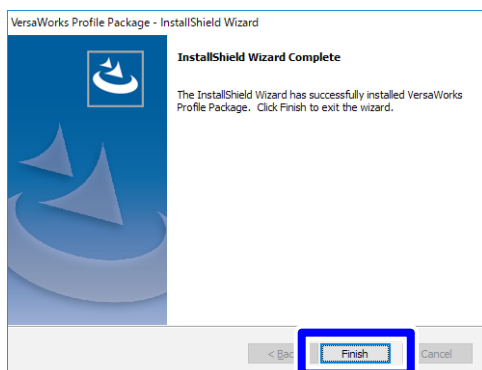 VersaWorks Profile Package - InstallShield Wizard
InstallShield Wizard Complete
The InstallShield Wizard has successfully installed VersaWorks
Profile Package. Click Finish to exit the wizard.
< Bac
Finish
Cancel